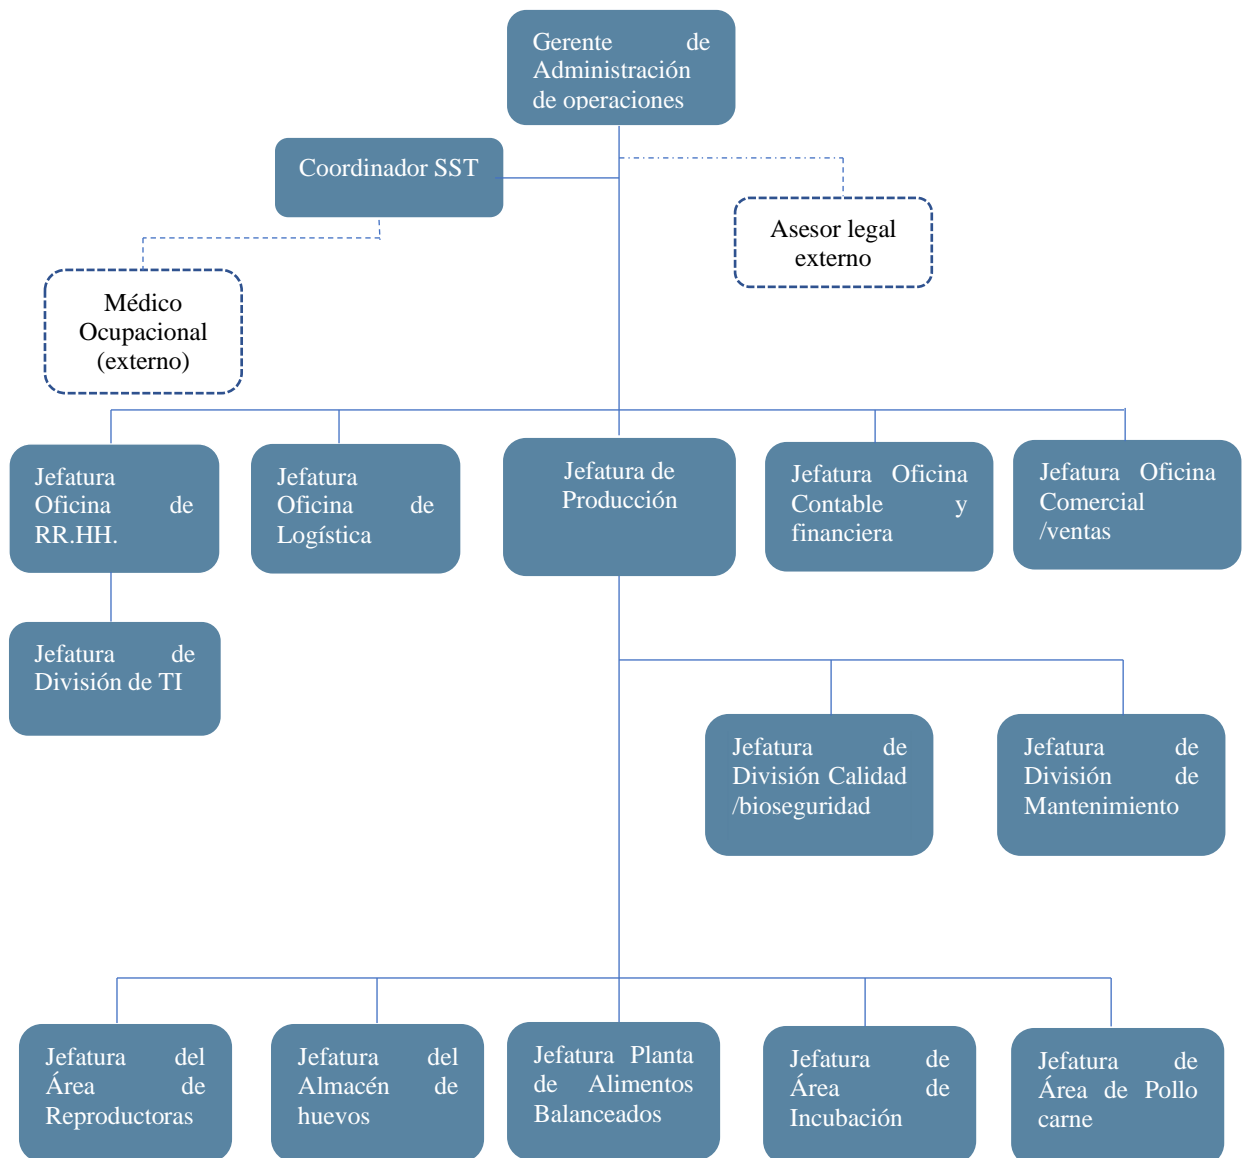 Gerente de
Administración
de operaciones
Coordinador SST
Asesor legal
externo
Médico
Ocupacional
(externo)
Jefatura
Oficina de
RR.HH.
Jefatura
Oficina de
Logística
Jefatura de
Producción
Jefatura Oficina
Contable y
financiera
Jefatura Oficina
Comercial
/ventas
Jefatura de
División de TI
Jefatura de
División Calidad
/bioseguridad
Jefatura de
División de
Mantenimiento
Jefatura del
Área de
Reproductoras
Jefatura del
Almacén de
huevos
Jefatura Planta
de Alimentos
Balanceados
Jefatura de
Área de
Incubación
Jefatura de
Área de Pollo
carne